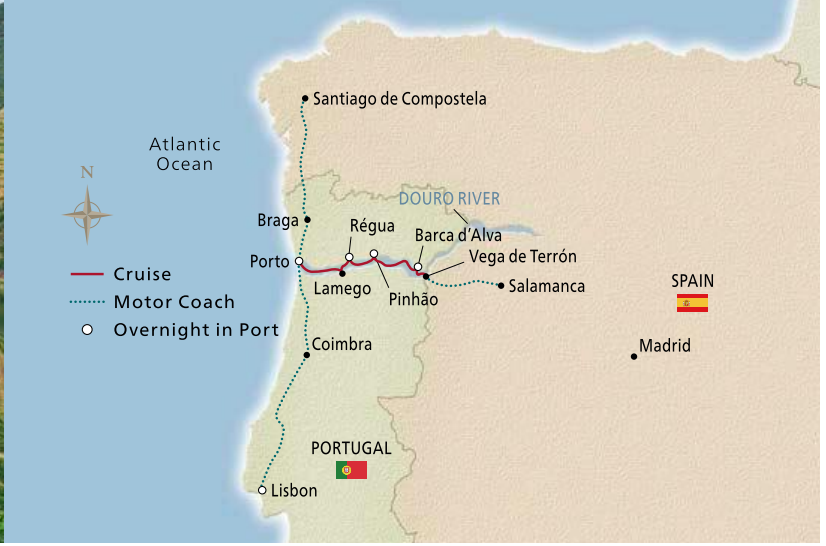 Santiago de Compostela
Atlantic
Ocean
N
DOURO RIVER
Braga
Régua
Barca d'Alva
Porto
Vega de Terrón
Cruise
Lamego
Pinhão
Salamanca
SPAIN
Motor Coach
Overnight in Port
Coimbra
Madrid
PORTUGAL
Lisbon